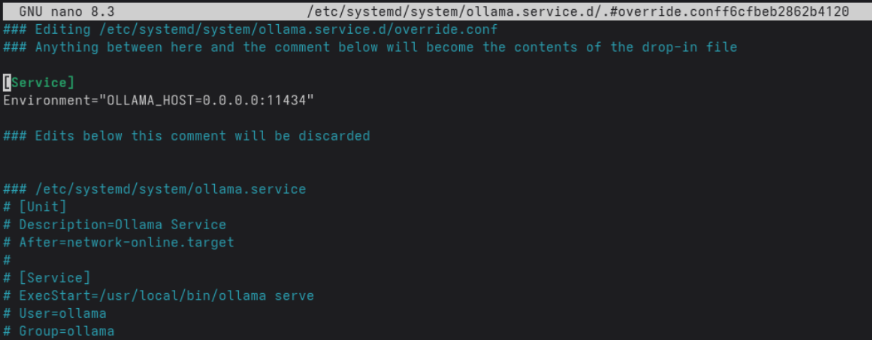 GNU nano 8.3 /etc/systemd/system/ollama.service.d/.#override.conff6cfbeb2862b4120
### Editing /etc/systemd/system/ollama.service.d/override.conf
### Anything between here and the comment below will become the contents of the drop-in file
[Service]
Environment="OLLAMA_HOST=0.0.0.0:11434"
### Edits below this comment will be discarded
### /etc/systemd/system/ollama.service
# [Unit]
# Description=Ollama Service
# After=network-online.target
#
# [Service]
# ExecStart=/usr/local/bin/ollama serve
# User=ollama
# Group=ollama